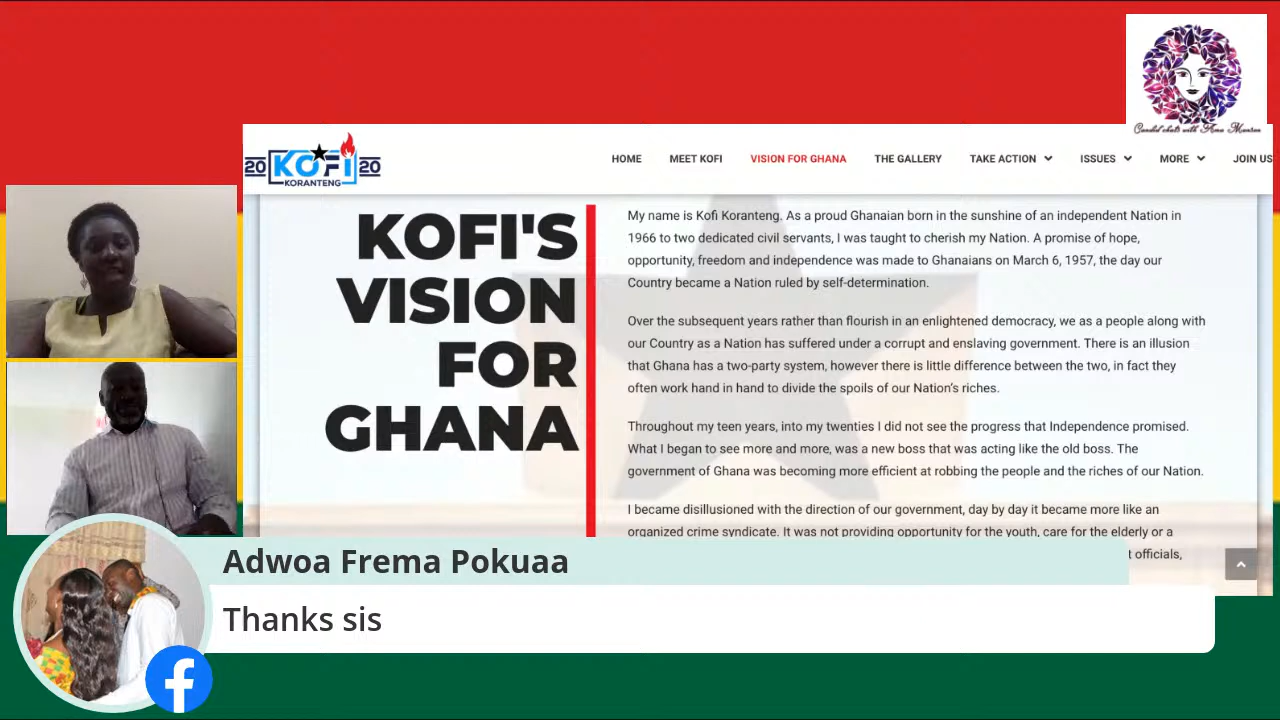 Candid chats with Ama
20 KOFI 20
KORANTENG
HOME
MEET KOFI
VISION FOR GHANA
THE GALLERY
TAKE ACTION
ISSUES
MORE
JOIN US
KOFI'S
VISION
FOR
GHANA
My name is Kofi Koranteng. As a proud Ghanaian born in the sunshine of an independent Nation in
1966 to two dedicated civil servants, I was taught to cherish my Nation. A promise of hope,
opportunity, freedom and independence was made to Ghanaians on March 6, 1957, the day our
Country became a Nation ruled by self-determination.
Over the subsequent years rather than flourish in an enlightened democracy, we as a people along with
our Country as a Nation has suffered under a corrupt and enslaving government. There is an illusion
that Ghana has a two-party system, however there is little difference between the two, in fact they
often work hand in hand to divide the spoils of our Nation's riches.
Throughout my teen years, into my twenties I did not see the progress that Independence promised.
What I began to see more and more, was a new boss that was acting like the old boss. The
government of Ghana was becoming more efficient at robbing the people and the riches of our Nation.
I became disillusioned with the direction of our government, day by day it became more like an
organized crime syndicate. It was not providing opportunity for the youth, care for the elderly or a
t officials,
Adwoa Frema Pokuaa
Thanks sis